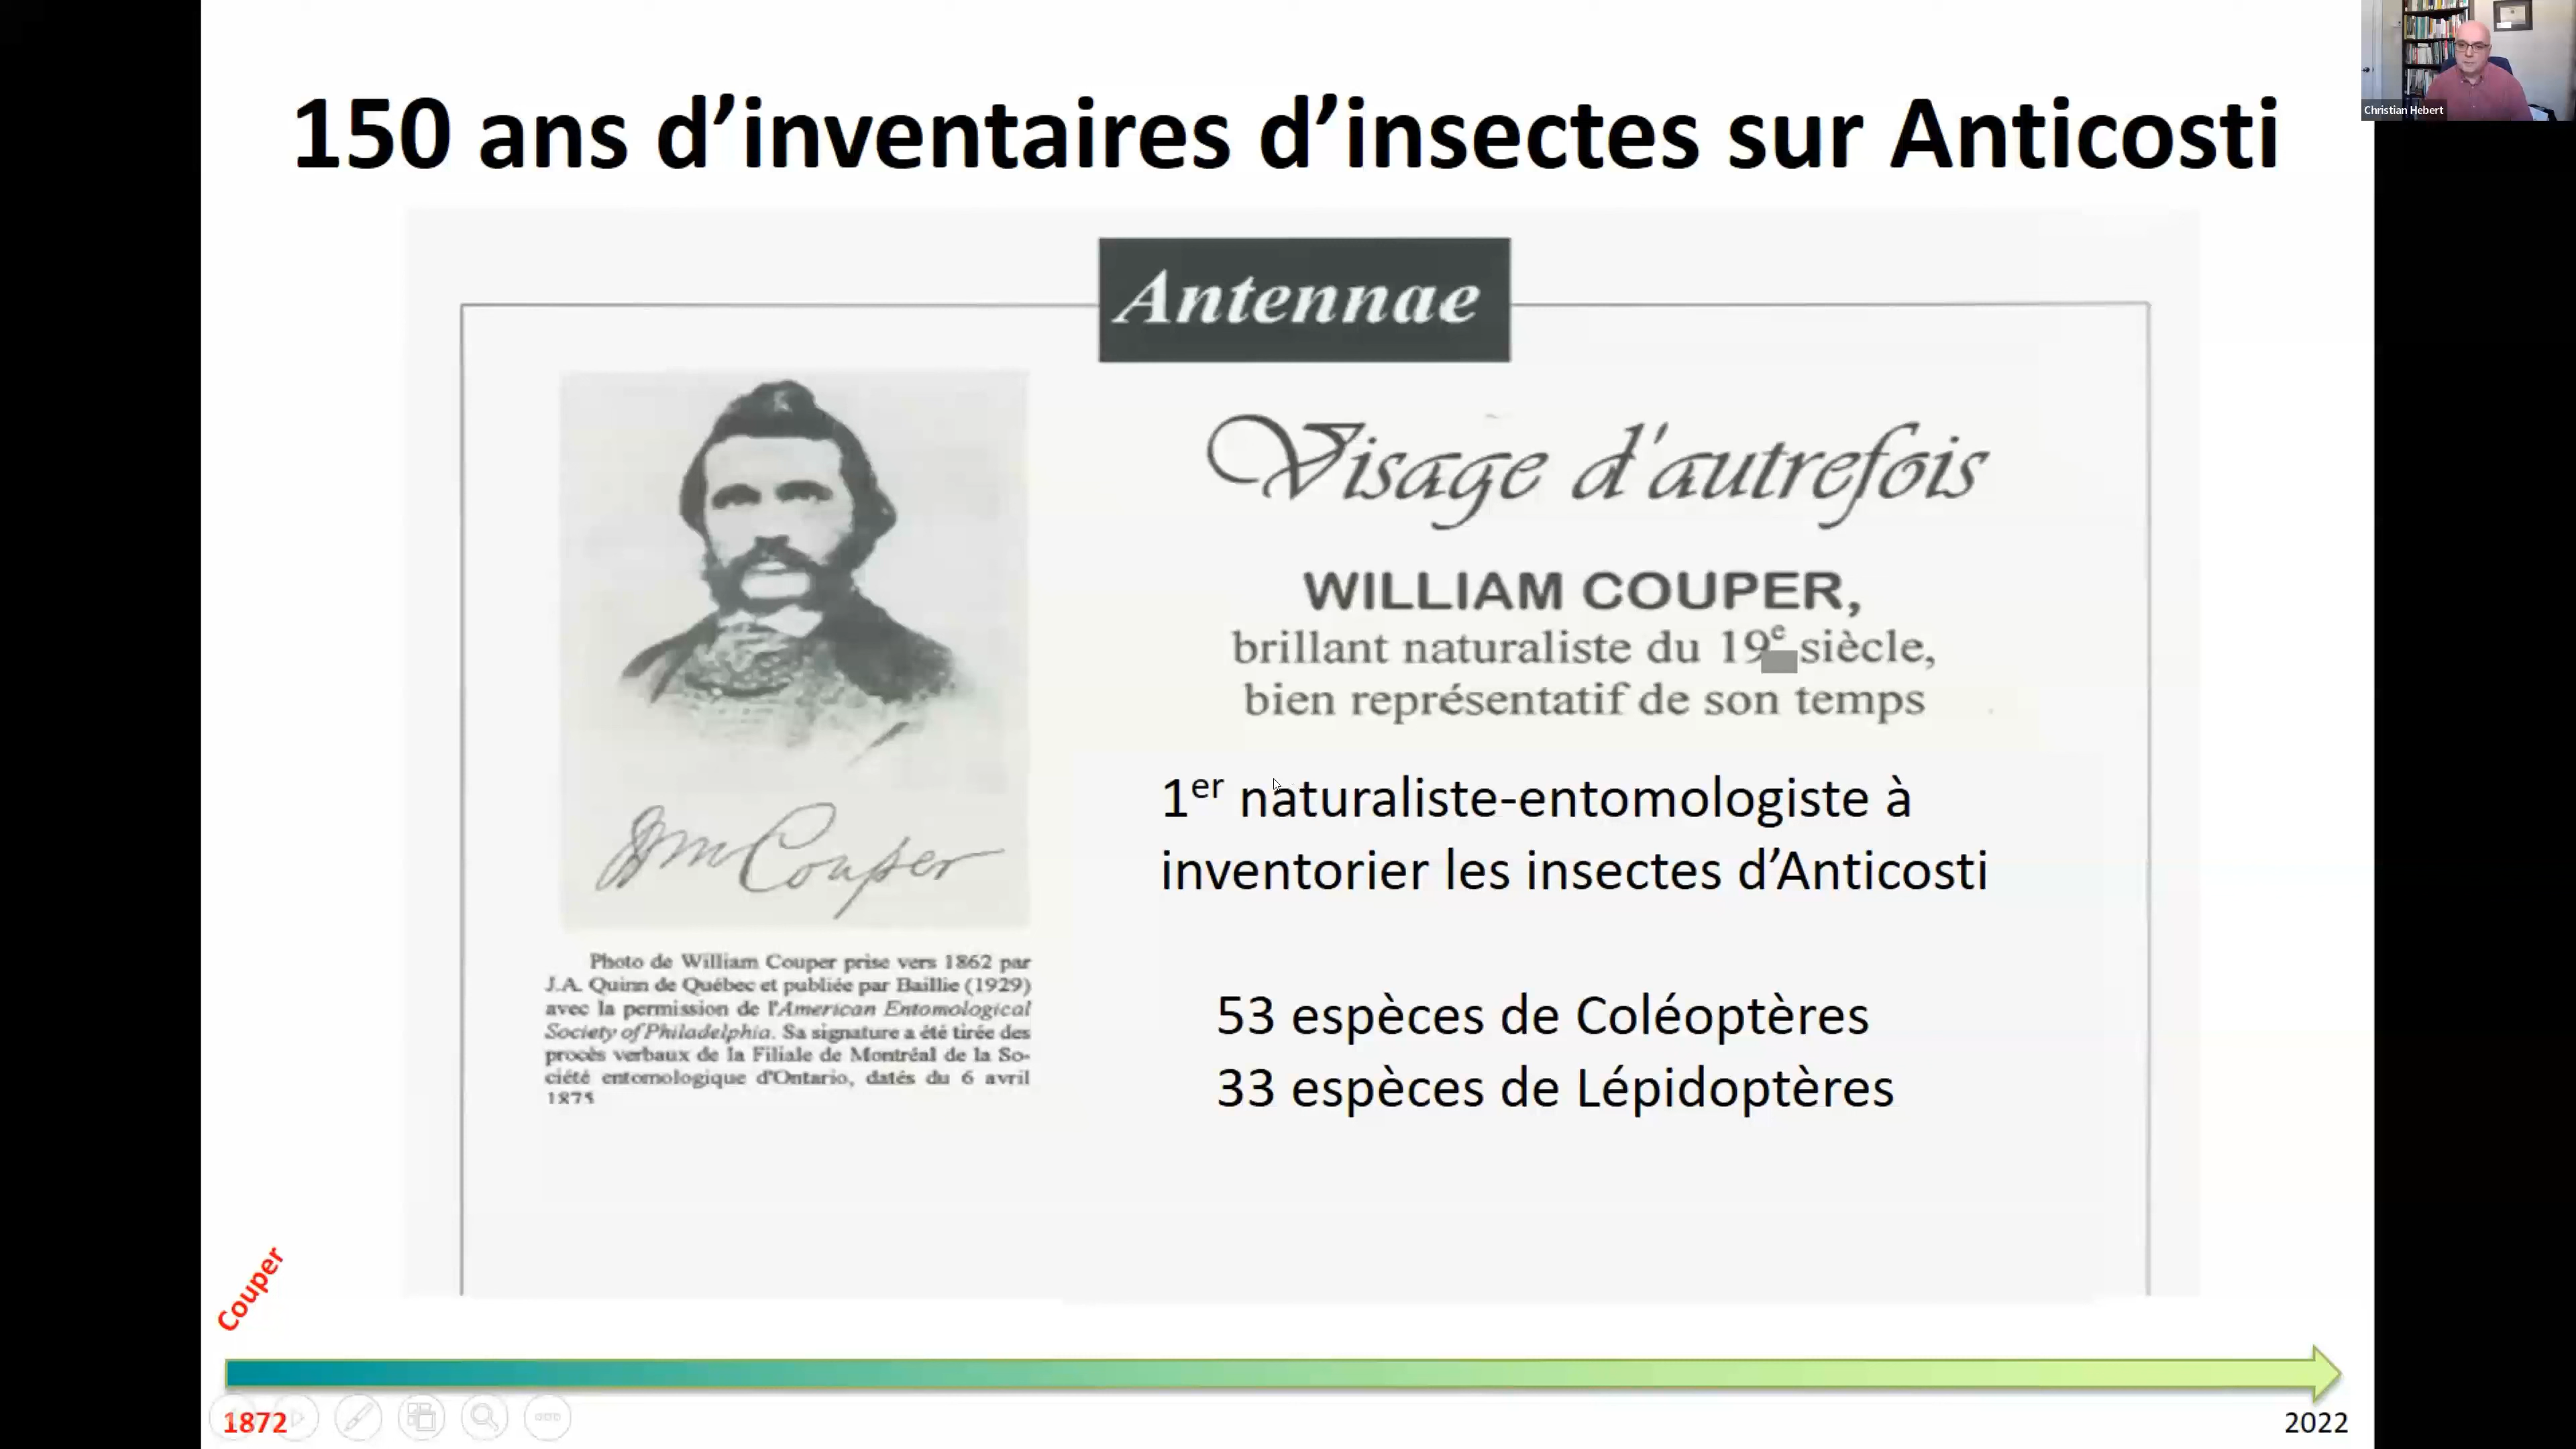 150 ans d’inventaires d’insectes sur Anticosti
Christian Hebert
Antennae
Visage d'autrefois
WILLIAM COUPER,
brillant naturaliste du 19e siècle,
bien représentatif de son temps
1er naturaliste-entomologiste à
inventorier les insectes d’Anticosti
53 espèces de Coléoptères
33 espèces de Lépidoptères
Wm Couper
Photo de William Couper prise vers 1862 par
J.A. Quinn de Québec et publiée par Baillie (1929)
avec la permission de l'American Entomological
Society of Philadelphia. Sa signature a été tirée des
procès verbaux de la Filiale de Montréal de la So-
ciété entomologique d'Ontario, datés du 6 avril
1875
Couper
1872
2022